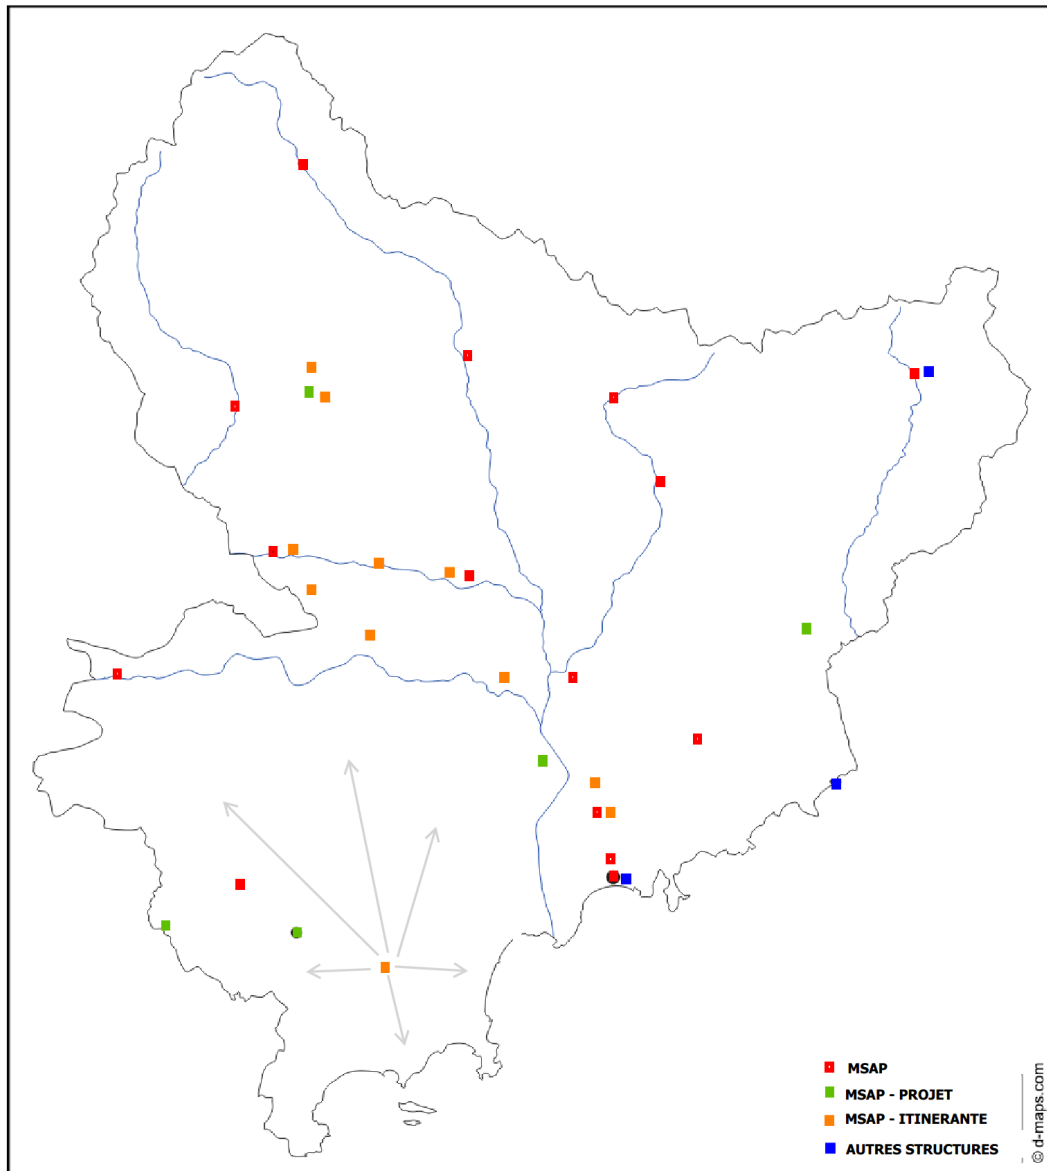 MSAP
MSAP - PROJET
MSAP - ITINERANTE
AUTRES STRUCTURES
© d-maps.com